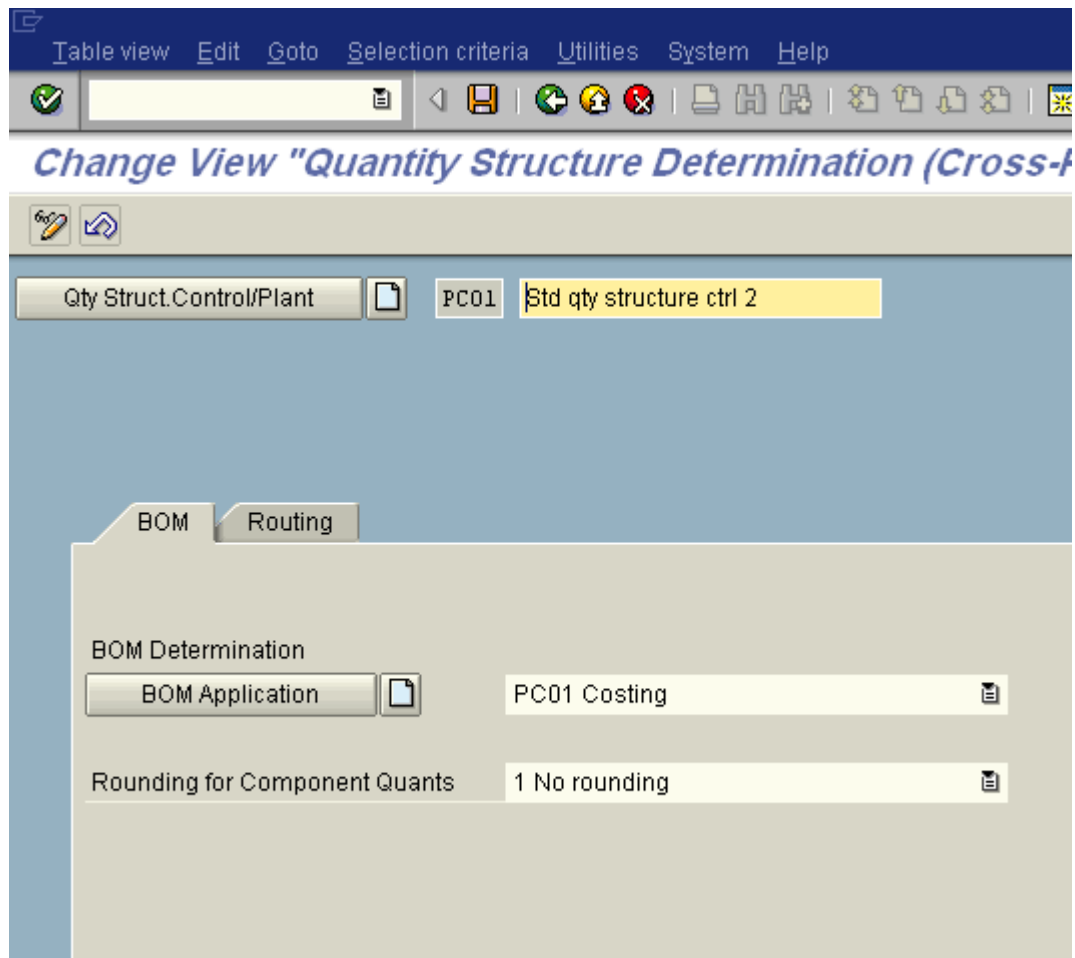 Table view Edit Goto Selection criteria Utilities System Help
Change View "Quantity Structure Determination (Cross-
Qty Struct.Control/Plant PC01 Std qty structure ctrl 2
BOM Routing
BOM Determination
BOM Application PC01 Costing
Rounding for Component Quants 1 No rounding